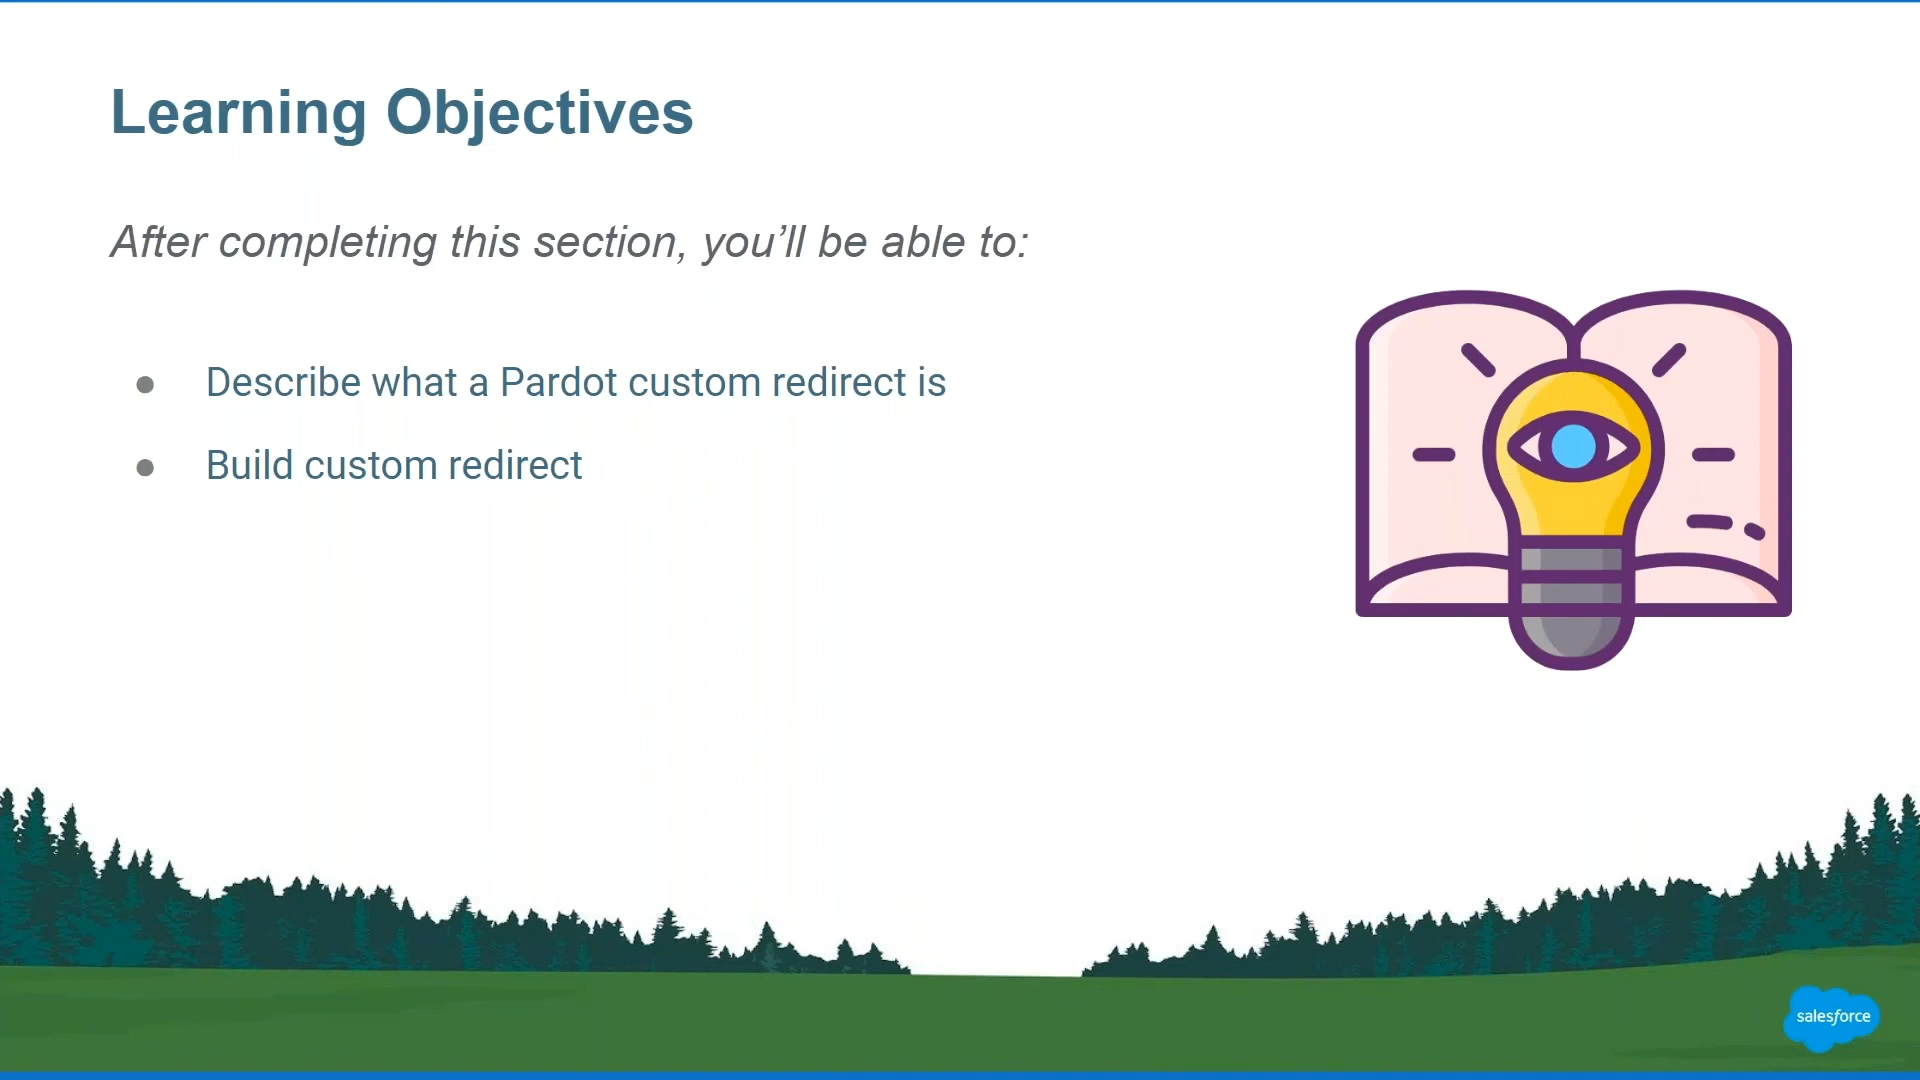 Learning Objectives
After completing this section, you’ll be able to:
● Describe what a Pardot custom redirect is
● Build custom redirect
salesforce